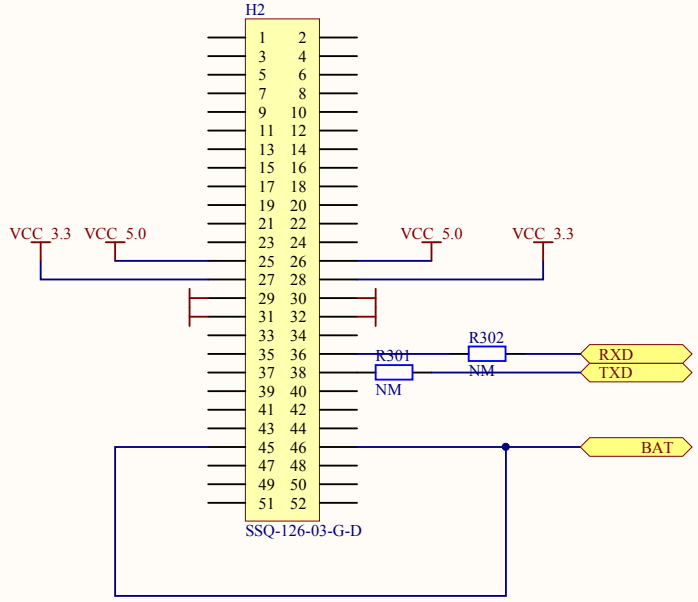 H2
1 2
3 4
5 6
7 8
9 10
11 12
13 14
15 16
17 18
19 20
21 22
23 24
VCC_3.3 VCC_5.0 VCC_5.0 VCC_3.3
25 26
27 28
29 30
31 32
33 34
R302
35 36 R301 RXD
37 38 NM TXD
39 40 NM
41 42
43 44
45 46 BAT
47 48
49 50
51 52
SSQ-126-03-G-D